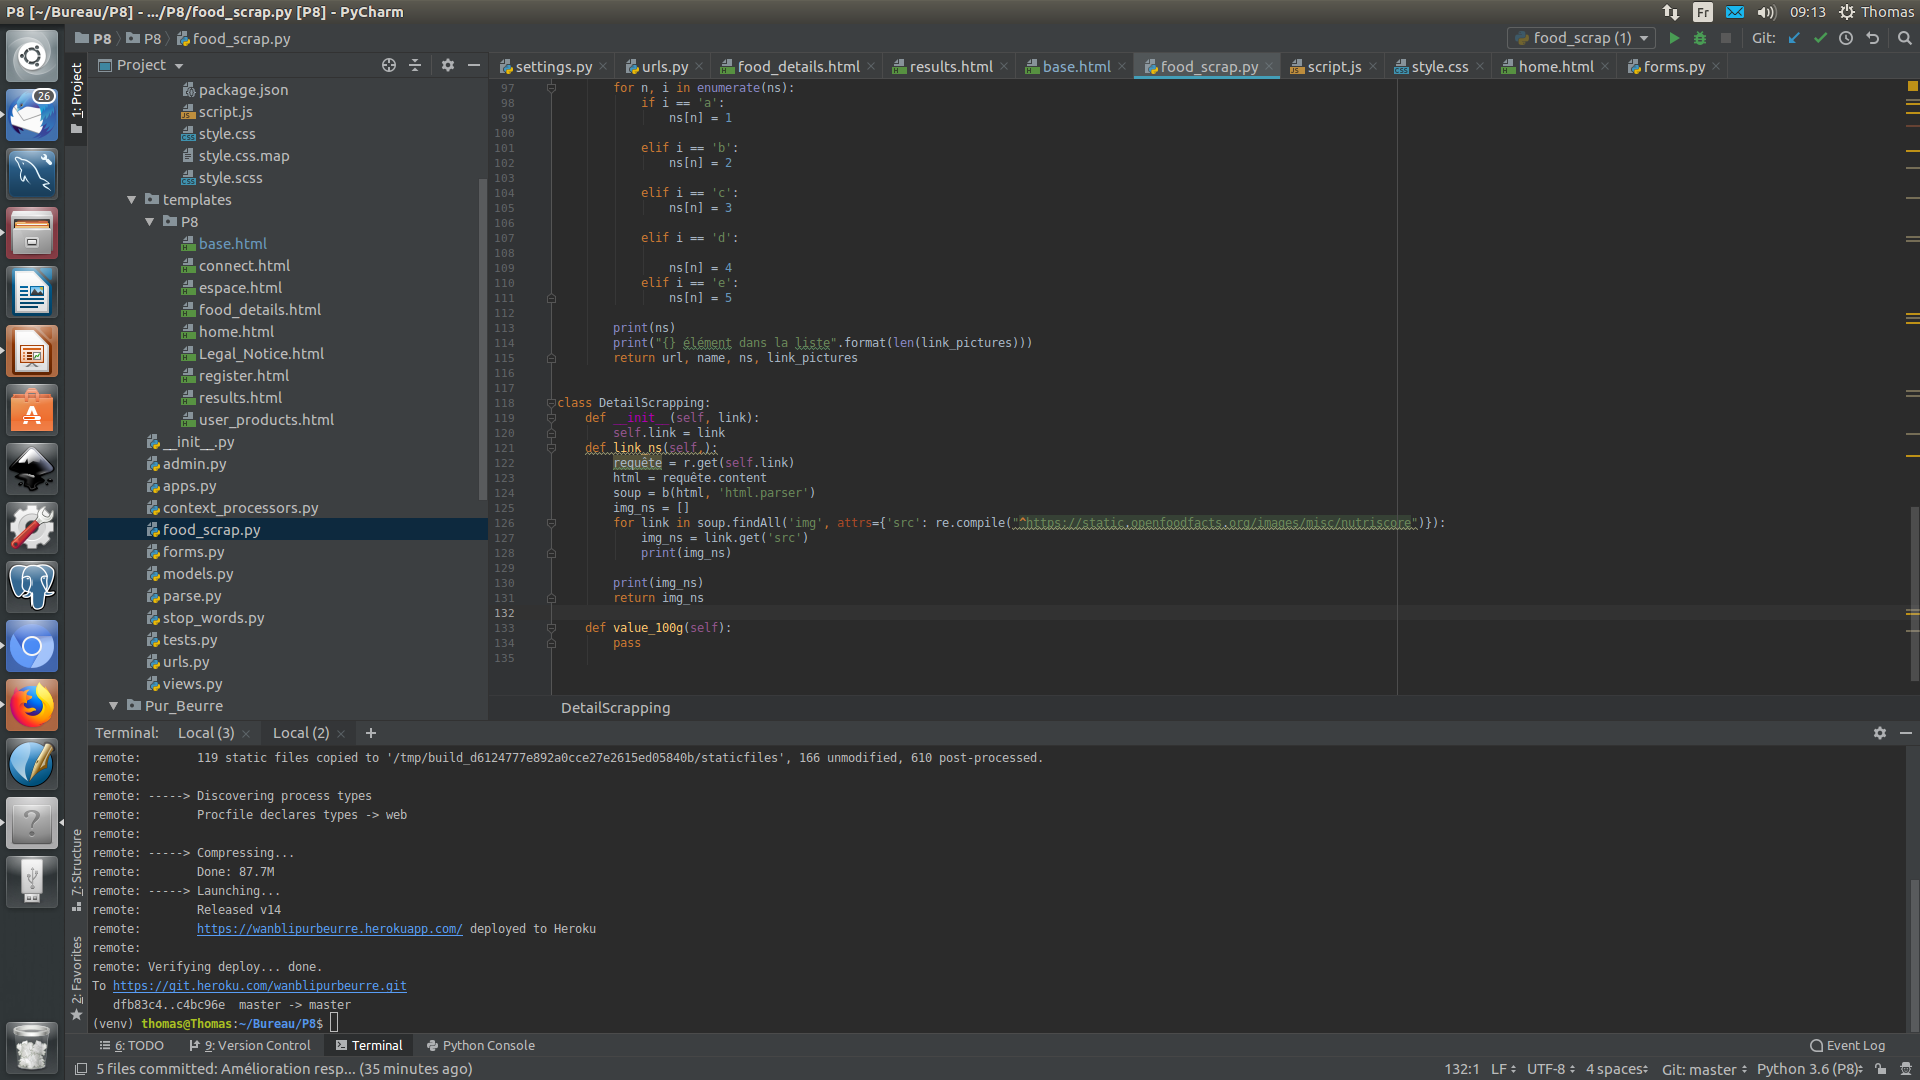 P8 [~/Bureau/P8] - .../P8/food_scrap.py [P8] - PyCharm
Fr 09:13 Thomas
P8 P8 food_scrap.py
food_scrap (1) Git:
1: Project
Project
settings.py urls.py food_details.html results.html base.html food_scrap.py script.js style.css home.html forms.py
26
package.json
script.js
style.css
style.css.map
style.scss
templates
P8
base.html
connect.html
espace.html
food_details.html
home.html
Legal_Notice.html
register.html
results.html
user_products.html
__init__.py
admin.py
apps.py
context_processors.py
food_scrap.py
forms.py
models.py
parse.py
stop_words.py
tests.py
urls.py
views.py
Pur_Beurre
97 for n, i in enumerate(ns):
98 if i == 'a':
99 ns[n] = 1
100
101 elif i == 'b':
102 ns[n] = 2
103
104 elif i == 'c':
105 ns[n] = 3
106
107 elif i == 'd':
108
109 ns[n] = 4
110 elif i == 'e':
111 ns[n] = 5
112
113 print(ns)
114 print("{} élément dans la liste".format(len(link_pictures)))
115 return url, name, ns, link_pictures
116
117
118 class DetailScrapping:
119 def __init__(self, link):
120 self.link = link
121 def link_ns(self,):
122 requête = r.get(self.link)
123 html = requête.content
124 soup = b(html, 'html.parser')
125 img_ns = []
126 for link in soup.findAll('img', attrs={'src': re.compile("^https://static.openfoodfacts.org/images/misc/nutriscore")}):
127 img_ns = link.get('src')
128 print(img_ns)
129
130 print(img_ns)
131 return img_ns
132
133 def value_100g(self):
134 pass
135
DetailScrapping
Terminal: Local (3) Local (2) +
remote: 119 static files copied to '/tmp/build_d6124777e892a0cce27e2615ed05840b/staticfiles', 166 unmodified, 610 post-processed.
remote:
remote: -----> Discovering process types
remote: Procfile declares types -> web
remote:
remote: -----> Compressing...
remote: Done: 87.7M
remote: -----> Launching...
remote: Released v14
remote: https://wanblipurbeurre.herokuapp.com/ deployed to Heroku
remote:
remote: Verifying deploy... done.
To https://git.heroku.com/wanblipurbeurre.git
dfb83c4..c4bc96e master -> master
(venv) thomas@Thomas:~/Bureau/P8$
7: Structure
2: Favorites
6: TODO 9: Version Control Terminal Python Console Event Log
5 files committed: Amélioration resp... (35 minutes ago) 132:1 LF UTF-8 4 spaces Git: master Python 3.6 (P8)